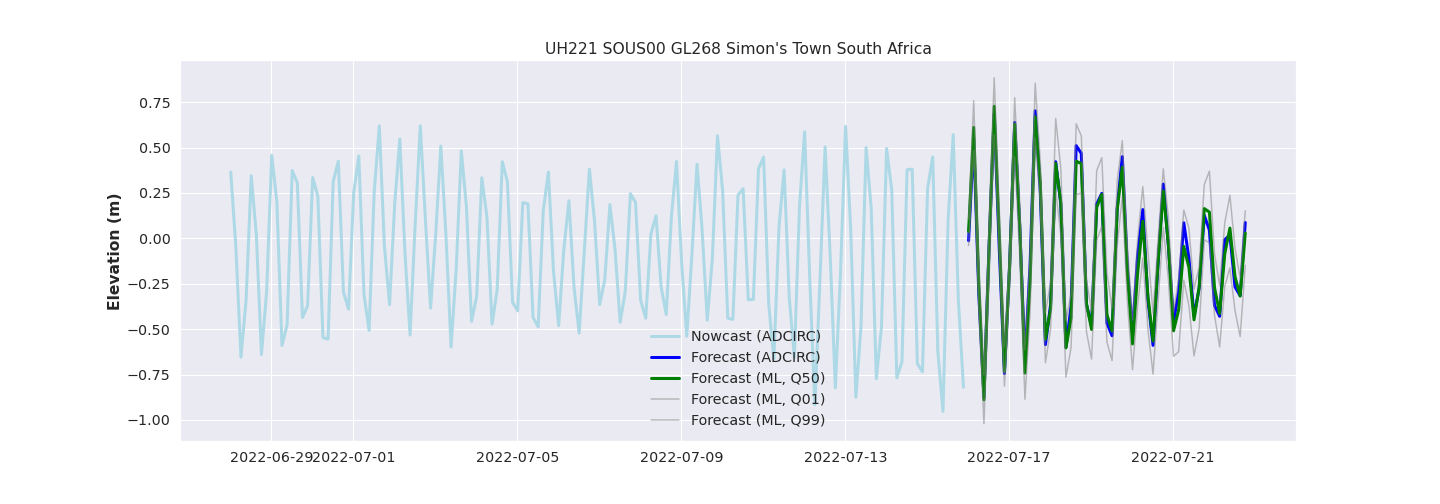 UH221 SOUS00 GL268 Simon's Town South Africa
Elevation (m)
0.75
0.50
0.25
0.00
−0.25
−0.50
−0.75
−1.00
Nowcast (ADCIRC)
Forecast (ADCIRC)
Forecast (ML, Q50)
Forecast (ML, Q01)
Forecast (ML, Q99)
2022-06-29 2022-07-01 2022-07-05 2022-07-09 2022-07-13 2022-07-17 2022-07-21